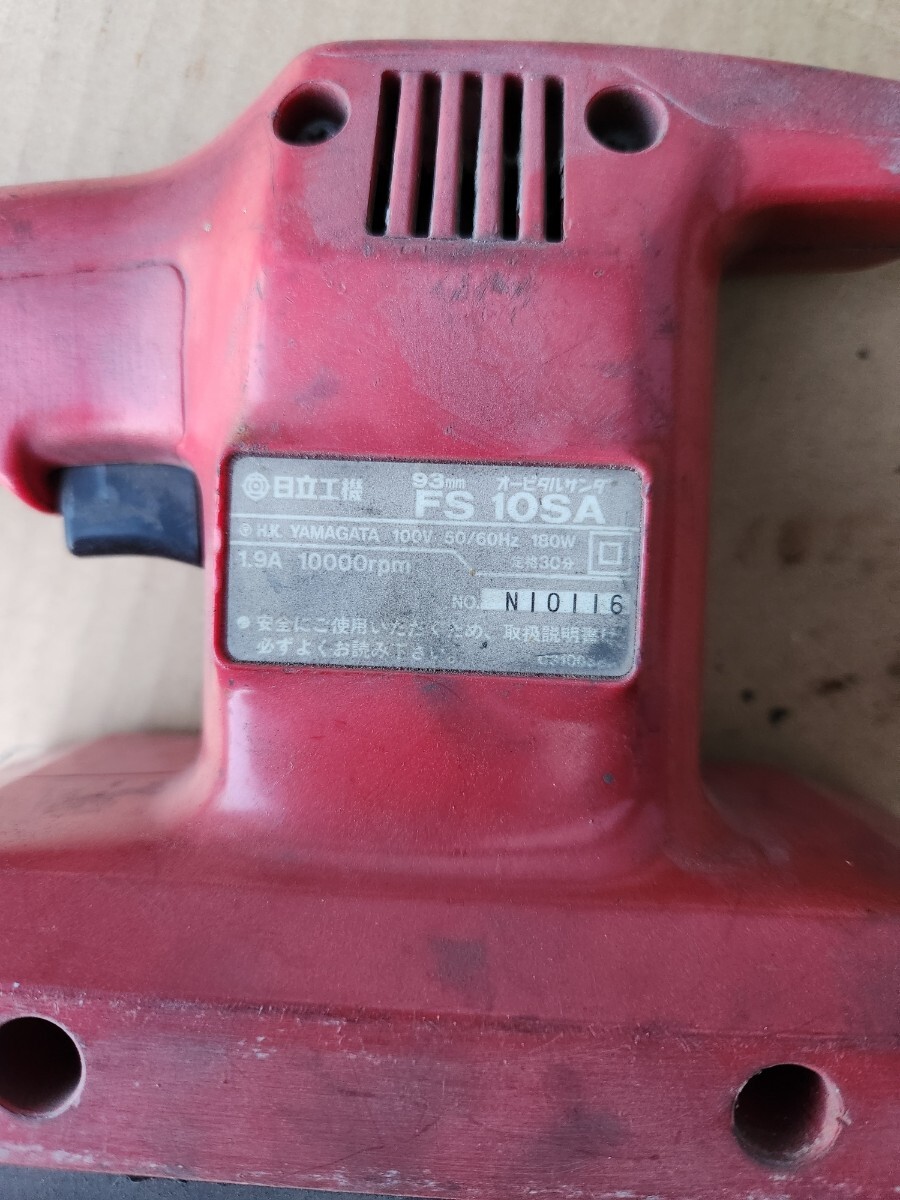 日立工機 93mm オービタルサンダ
FS 10SA
H.K. YAMAGATA 100V 50/60Hz 180W
1.9A 10000rpm 定格30分
NO. N10116
安全にご使用いただくため、取扱説明書は
必ずよくお読み下さい。